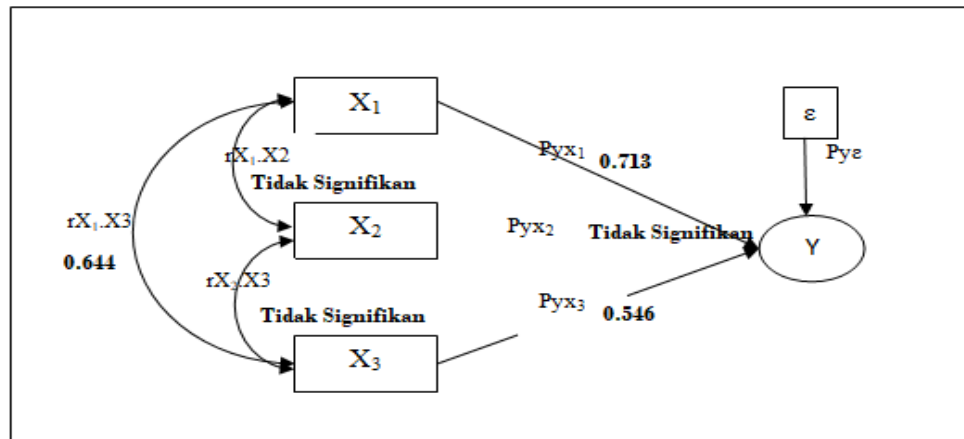 X₁
ε
rX₁.X2
Pyx₁ 0.713
Pyε
Tidak Signifikan
rX₁.X3
X₂
Pyx₂ Tidak Signifikan
Y
0.644
rX₂.X3
Pyx₃ 0.546
Tidak Signifikan
X₃